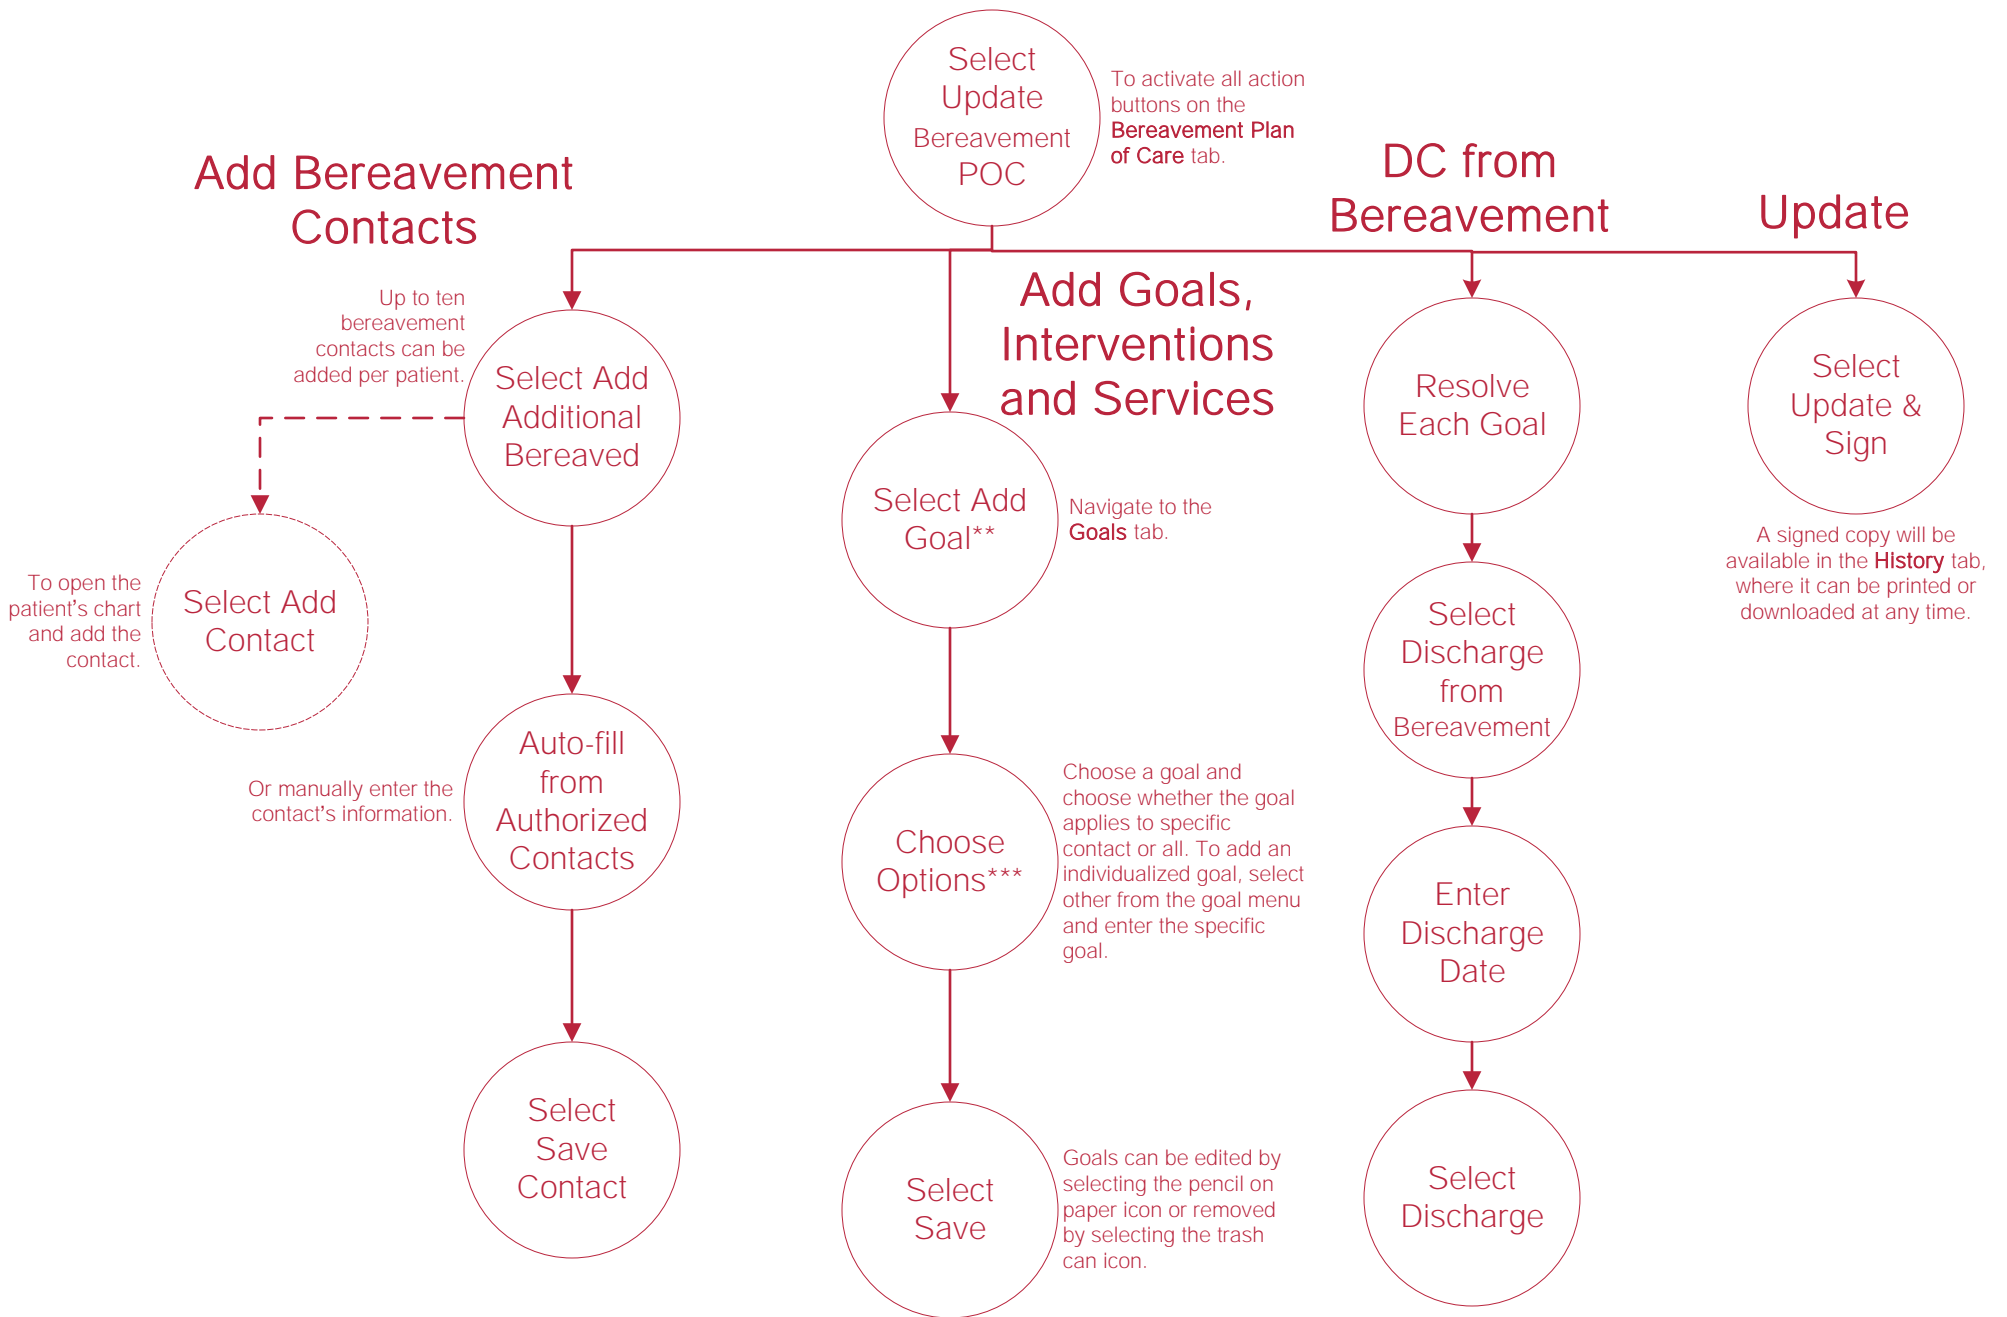 Select
Update
Bereavement
POC
To activate all action
buttons on the
Bereavement Plan
of Care tab.
Add Bereavement
Contacts
Up to ten
bereavement
contacts can be
added per patient.
Select Add
Additional
Bereaved
To open the
patient’s chart
and add the
contact.
Select Add
Contact
Or manually enter the
contact’s information.
Auto-fill
from
Authorized
Contacts
Select
Save
Contact
Add Goals,
Interventions
and Services
Select Add
Goal**
Navigate to the
Goals tab.
Choose
Options***
Choose a goal and
choose whether the goal
applies to specific
contact or all. To add an
individualized goal, select
other from the goal menu
and enter the specific
goal.
Select
Save
Goals can be edited by
selecting the pencil on
paper icon or removed
by selecting the trash
can icon.
DC from
Bereavement
Resolve
Each Goal
Select
Discharge
from
Bereavement
Enter
Discharge
Date
Select
Discharge
Update
Select
Update &
Sign
A signed copy will be
available in the History tab,
where it can be printed or
downloaded at any time.